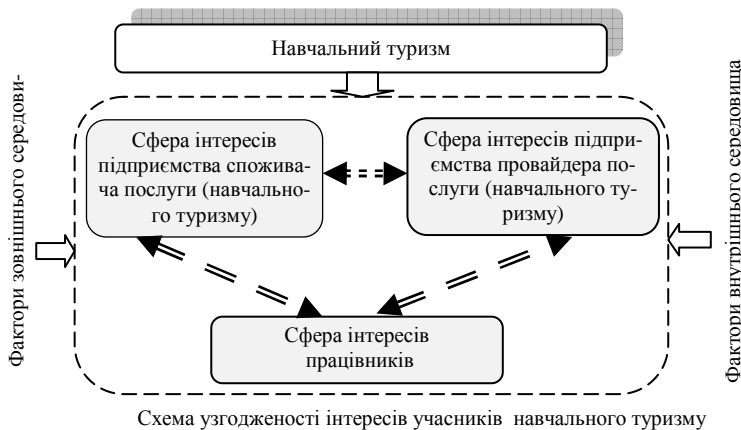 Навчальний туризм
Фактори зовнішнього середови-
Сфера інтересів
підприємства спожива-
ча послуги (навчально-
го туризму)
Сфера інтересів підпри-
ємства провайдера по-
слуги (навчального ту-
ризму)
Фактори внутрішнього середовища
Сфера інтересів
працівників
Схема узгодженості інтересів учасників навчального туризму